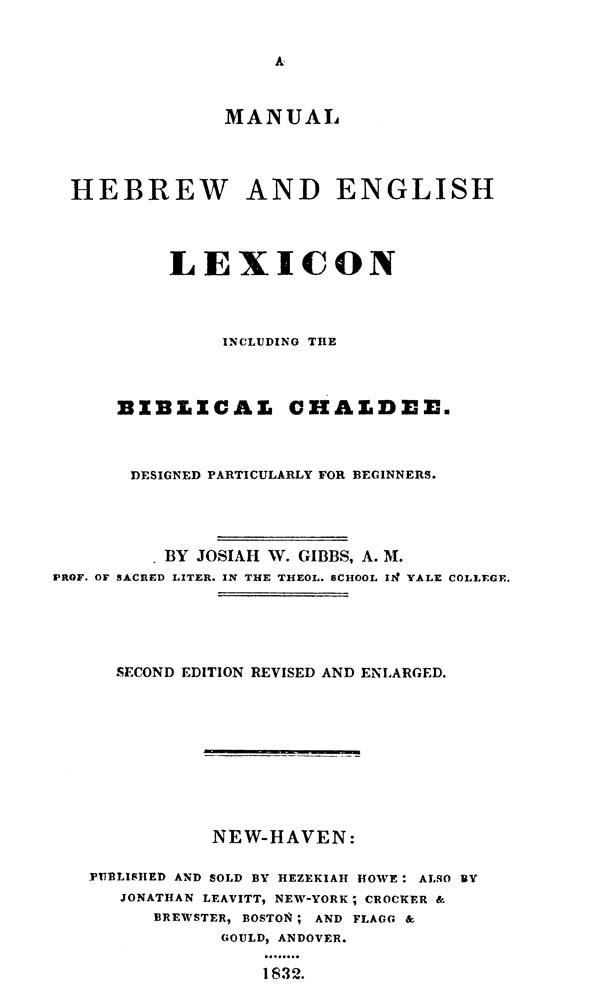 A
MANUAL
HEBREW AND ENGLISH
LEXICON
INCLUDING THE
BIBLICAL CHALDEE.
DESIGNED PARTICULARLY FOR BEGINNERS.
BY JOSIAH W. GIBBS, A. M.
PROF. OF SACRED LITER. IN THE THEOL. SCHOOL IN YALE COLLEGE.
SECOND EDITION REVISED AND ENLARGED.
NEW-HAVEN:
PUBLISHED AND SOLD BY HEZEKIAH HOWE: ALSO BY
JONATHAN LEAVITT, NEW-YORK; CROCKER &
BREWSTER, BOSTON; AND FLAGG &
GOULD, ANDOVER.
........
1832.